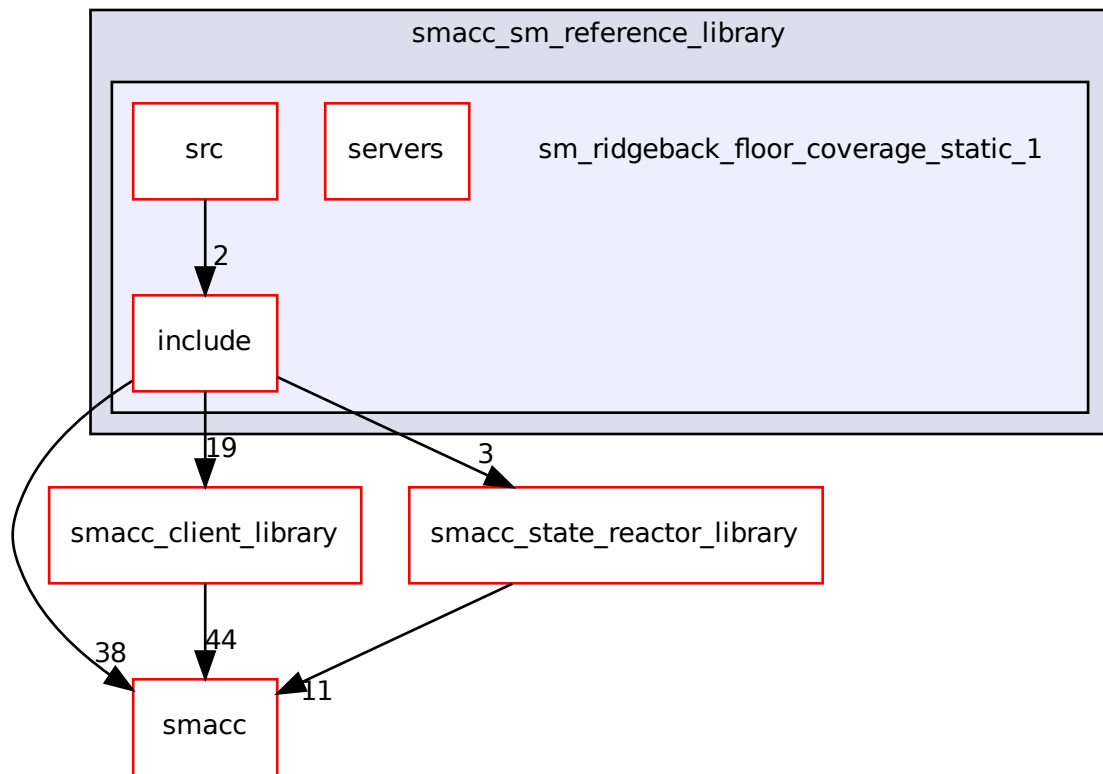 smacc_sm_reference_library
src
servers
sm_ridgeback_floor_coverage_static_1
2
include
19
3
smacc_client_library
smacc_state_reactor_library
38
44
11
smacc